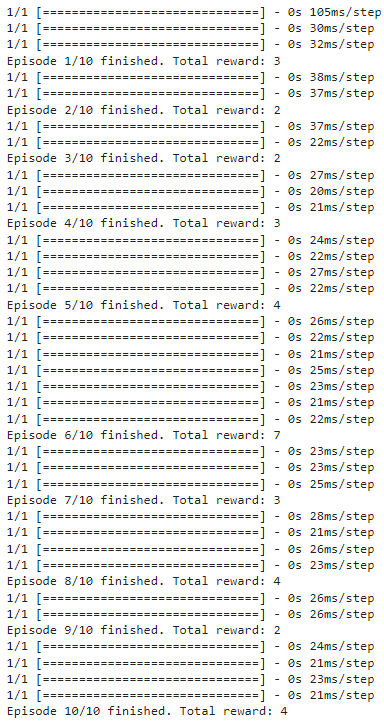 1/1 [==============================] - 0s 105ms/step
1/1 [==============================] - 0s 30ms/step
1/1 [==============================] - 0s 32ms/step
Episode 1/10 finished. Total reward: 3
1/1 [==============================] - 0s 38ms/step
1/1 [==============================] - 0s 37ms/step
Episode 2/10 finished. Total reward: 2
1/1 [==============================] - 0s 37ms/step
1/1 [==============================] - 0s 22ms/step
Episode 3/10 finished. Total reward: 2
1/1 [==============================] - 0s 27ms/step
1/1 [==============================] - 0s 20ms/step
1/1 [==============================] - 0s 21ms/step
Episode 4/10 finished. Total reward: 3
1/1 [==============================] - 0s 24ms/step
1/1 [==============================] - 0s 22ms/step
1/1 [==============================] - 0s 27ms/step
1/1 [==============================] - 0s 22ms/step
Episode 5/10 finished. Total reward: 4
1/1 [==============================] - 0s 26ms/step
1/1 [==============================] - 0s 22ms/step
1/1 [==============================] - 0s 21ms/step
1/1 [==============================] - 0s 25ms/step
1/1 [==============================] - 0s 23ms/step
1/1 [==============================] - 0s 21ms/step
1/1 [==============================] - 0s 22ms/step
Episode 6/10 finished. Total reward: 7
1/1 [==============================] - 0s 23ms/step
1/1 [==============================] - 0s 23ms/step
1/1 [==============================] - 0s 25ms/step
Episode 7/10 finished. Total reward: 3
1/1 [==============================] - 0s 28ms/step
1/1 [==============================] - 0s 21ms/step
1/1 [==============================] - 0s 26ms/step
1/1 [==============================] - 0s 23ms/step
Episode 8/10 finished. Total reward: 4
1/1 [==============================] - 0s 26ms/step
1/1 [==============================] - 0s 26ms/step
Episode 9/10 finished. Total reward: 2
1/1 [==============================] - 0s 24ms/step
1/1 [==============================] - 0s 21ms/step
1/1 [==============================] - 0s 23ms/step
1/1 [==============================] - 0s 21ms/step
Episode 10/10 finished. Total reward: 4